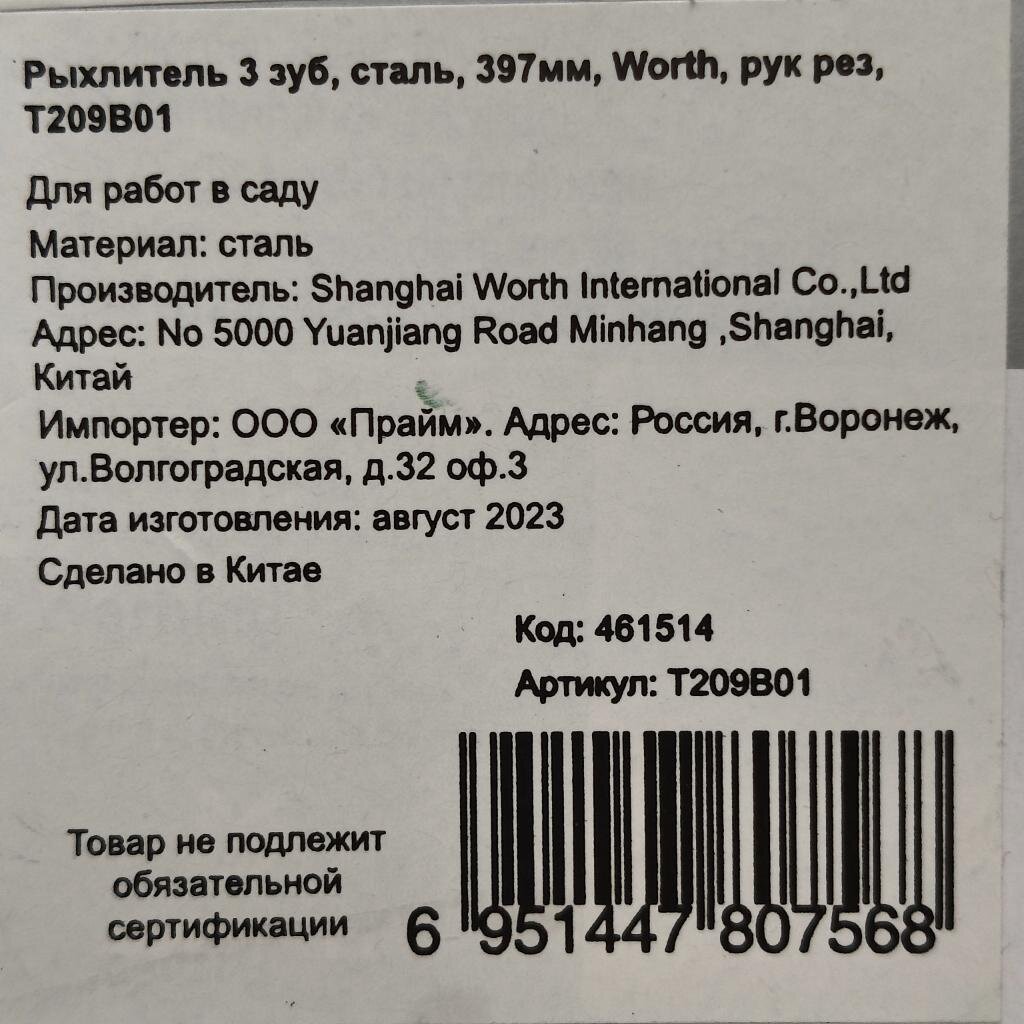 Рыхлитель 3 зуб, сталь, 397мм, Worth, рук рез,
T209B01
Для работ в саду
Материал: сталь
Производитель: Shanghai Worth International Co.,Ltd
Адрес: No 5000 Yuanjiang Road Minhang ,Shanghai,
Китай
Импортер: ООО «Прайм». Адрес: Россия, г.Воронеж,
ул.Волгоградская, д.32 оф.3
Дата изготовления: август 2023
Сделано в Китае
Код: 461514
Артикул: T209B01
Товар не подлежит
обязательной
сертификации
6 951447 807568